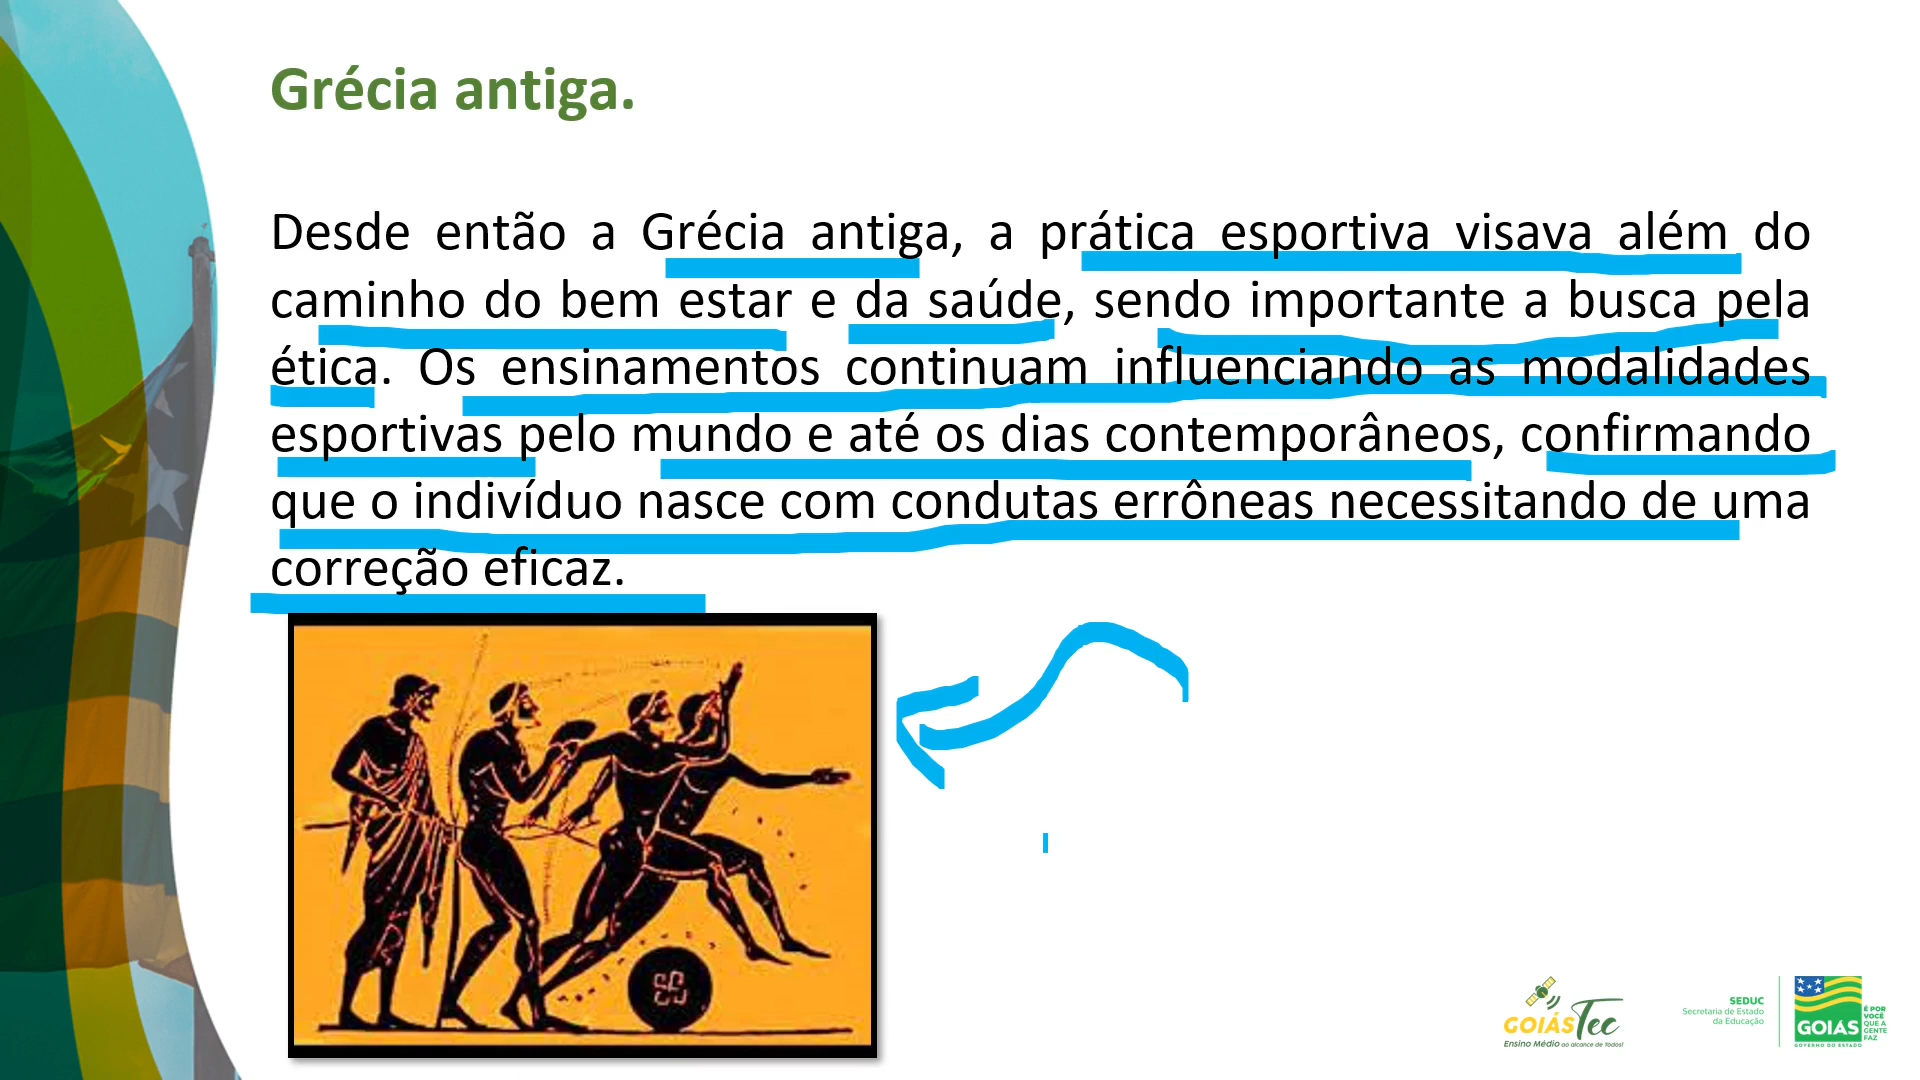 Grécia antiga.
Desde então a Grécia antiga, a prática esportiva visava além do
caminho do bem estar e da saúde, sendo importante a busca pela
ética. Os ensinamentos continuam influenciando as modalidades
esportivas pelo mundo e até os dias contemporâneos, confirmando
que o indivíduo nasce com condutas errôneas necessitando de uma
correção eficaz.
GOIÁSTec
Ensino Médio ao alcance de todos!
SEDUC
Secretaria de Estado
da Educação
GOIÁS
GOVERNO DO ESTADO
É POR
VOCÊ
QUE A
GENTE
FAZ